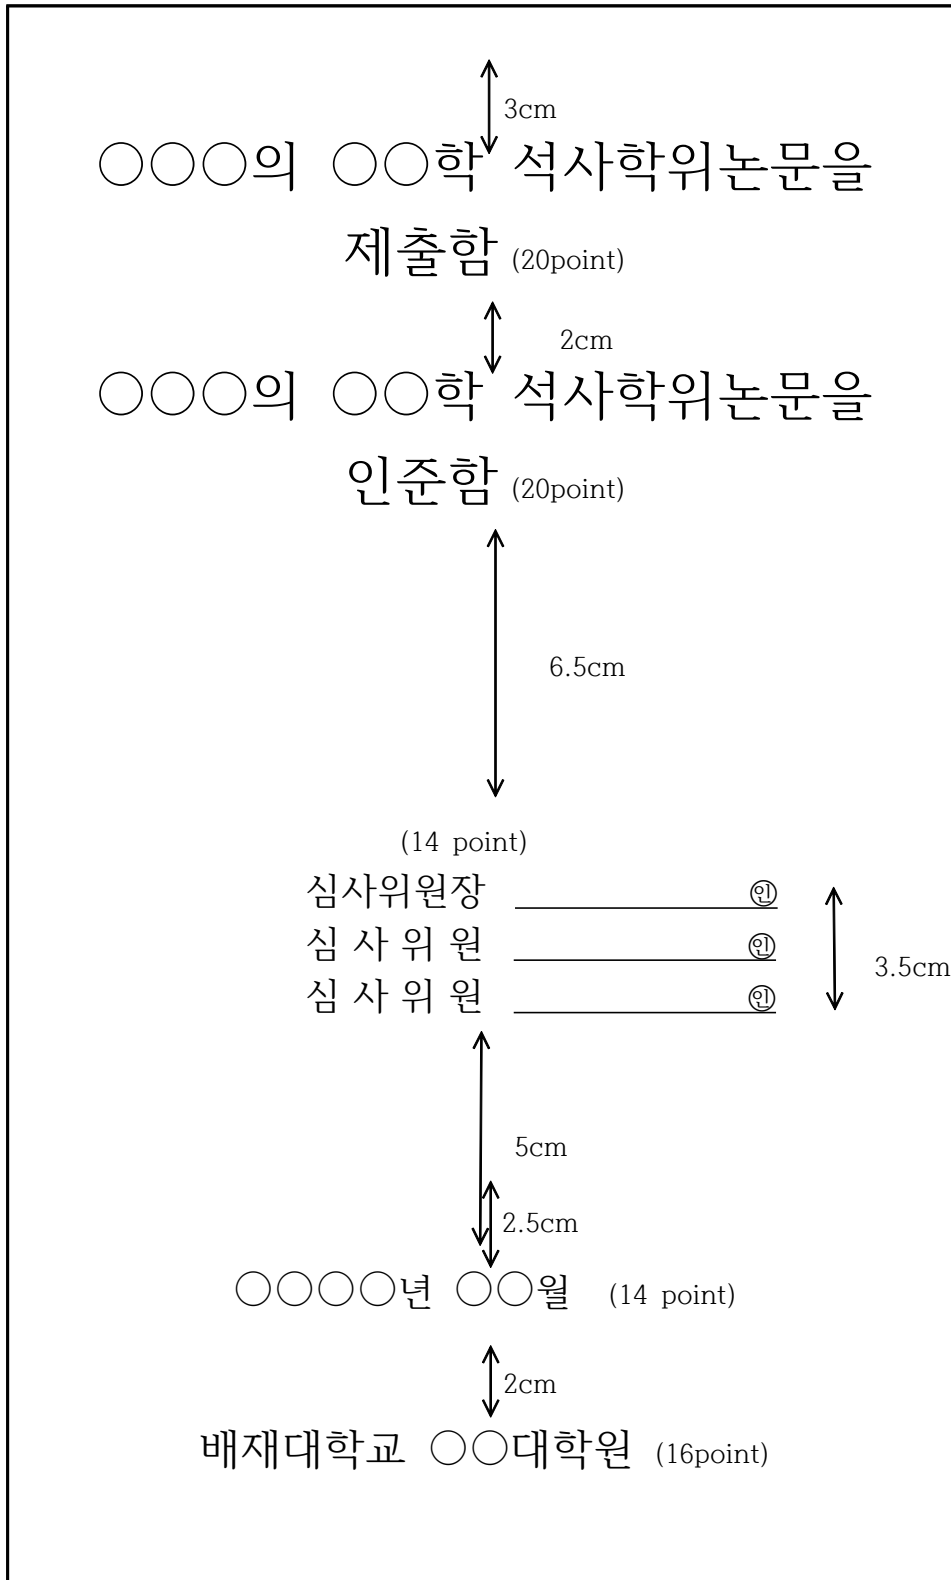 3cm
○○○의 ○○학 석사학위논문을
제출함 (20point)
2cm
○○○의 ○○학 석사학위논문을
인준함 (20point)
6.5cm
(14 point)
심사위원장 ㊞
심 사 위 원 ㊞
3.5cm
심 사 위 원 ㊞
5cm
2.5cm
○○○○년 ○○월 (14 point)
2cm
배재대학교 ○○대학원 (16point)